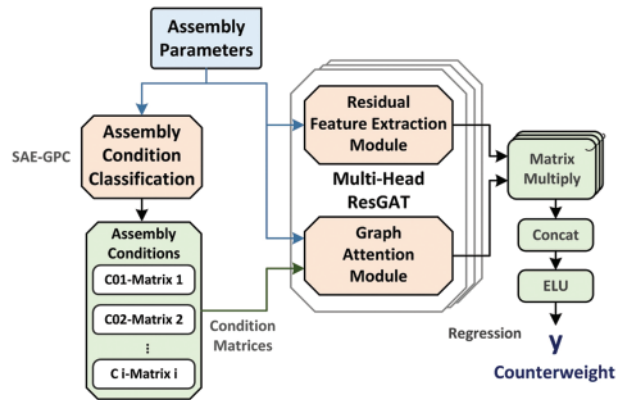 Assembly
Parameters
SAE-GPC
Assembly
Condition
Classification
Residual
Feature Extraction
Module
Multi-Head
ResGAT
Graph
Attention
Module
Matrix
Multiply
Concat
ELU
Assembly
Conditions
C01-Matrix 1
C02-Matrix 2
⋮
C i-Matrix i
Condition
Matrices
Regression
y
Counterweight